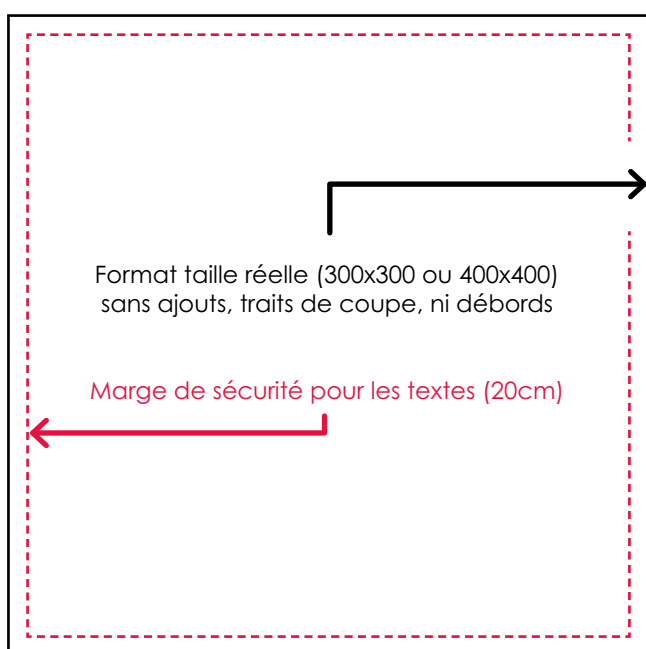 Format taille réelle (300x300 ou 400x400)
sans ajouts, traits de coupe, ni débords
Marge de sécurité pour les textes (20cm)